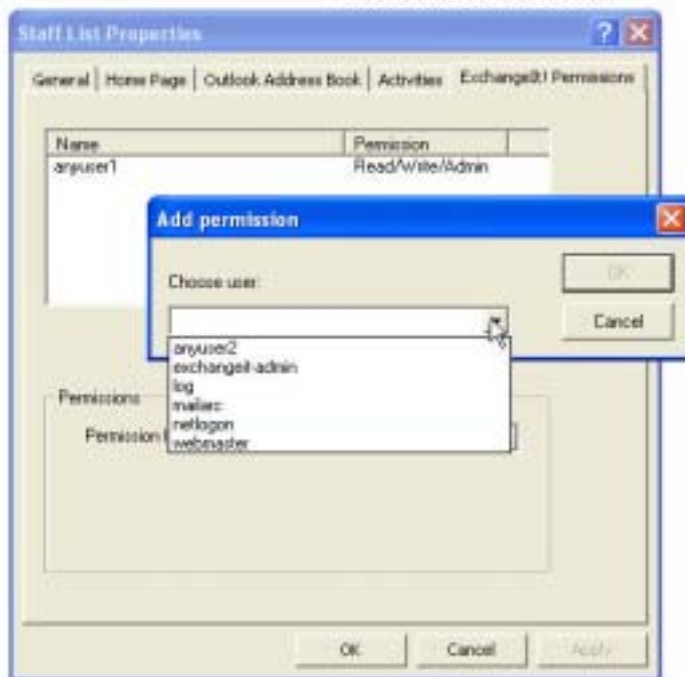 Staff List Properties
General Home Page Outlook Address Book Activities Exchange It! Permissions
Name Permission
anyuser1 Read/Write/Admin
Add permission
Choose user:
OK
Cancel
anyuser2
exchangeit-admin
log
netlogon
webmaster
Permissions
Permission
OK Cancel Apply